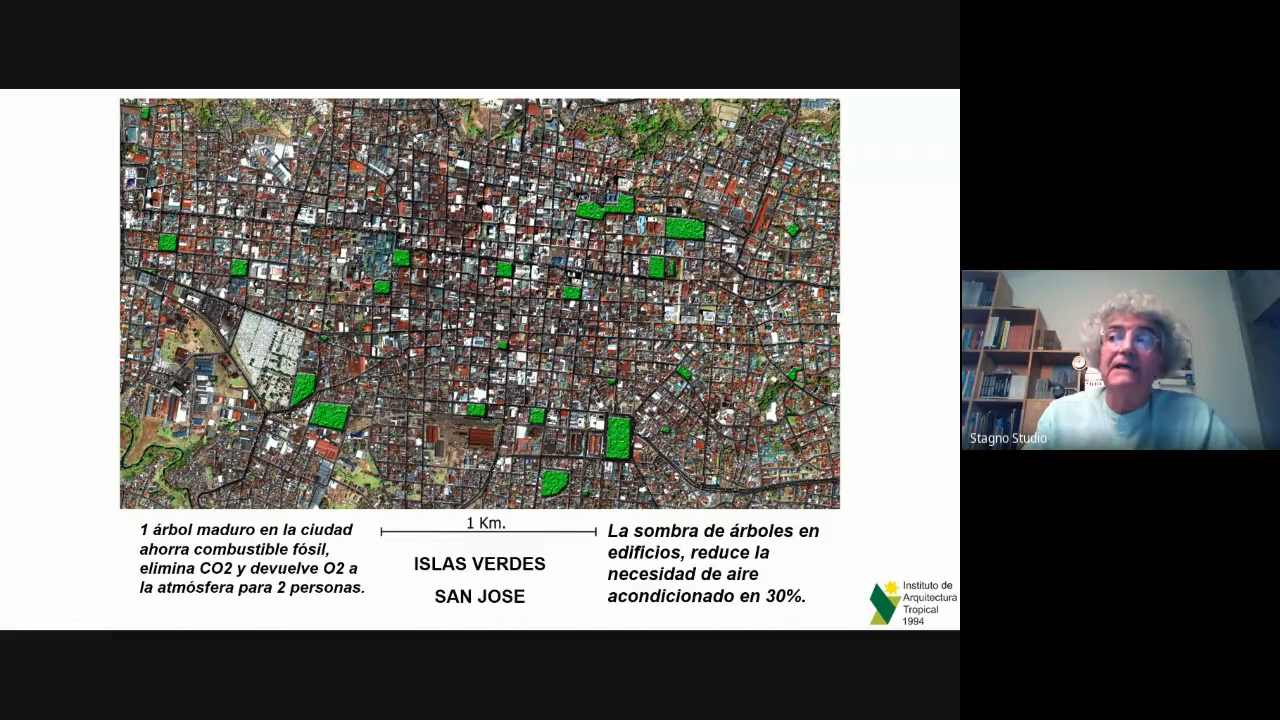 1 Km.
1 árbol maduro en la ciudad
ahorra combustible fósil,
elimina CO2 y devuelve O2 a
la atmósfera para 2 personas.
ISLAS VERDES
SAN JOSE
La sombra de árboles en
edificios, reduce la
necesidad de aire
acondicionado en 30%.
Instituto de
Arquitectura
Tropical
1994
Stagno Studio